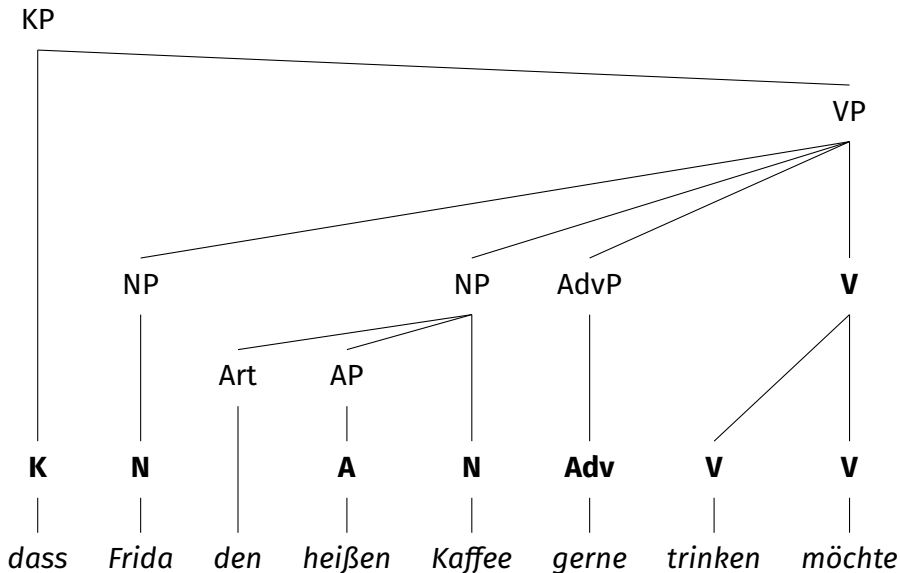 KP
VP
NP NP AdvP V
Art AP
K N A N Adv V V
dass Frida den heißen Kaffee gerne trinken möchte